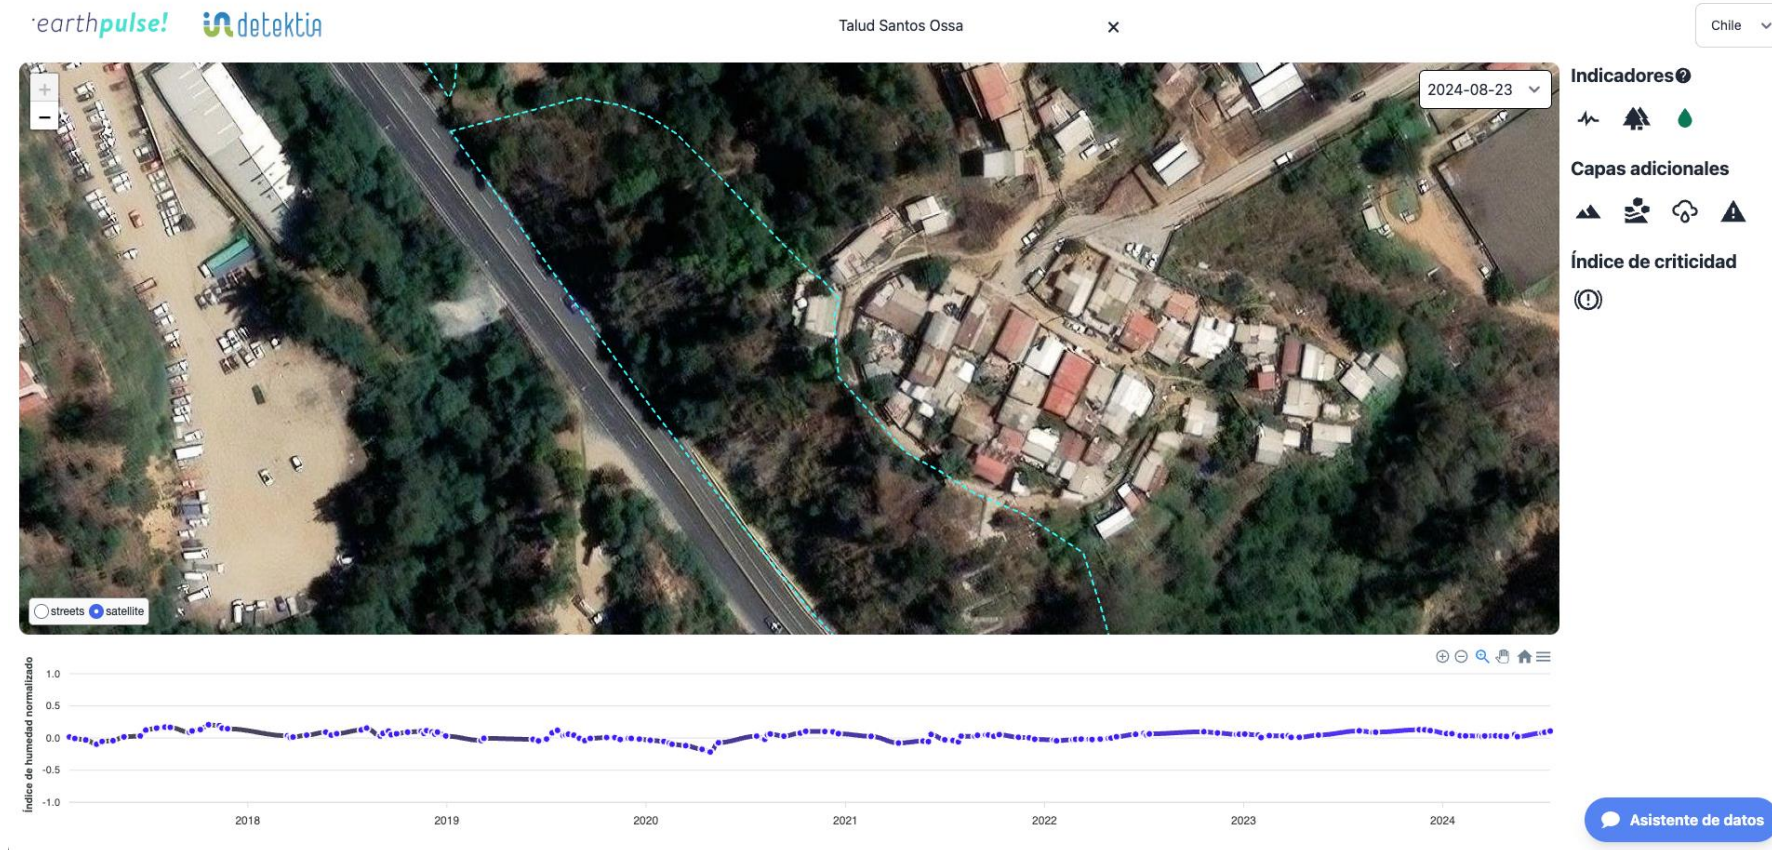 ·earthpulse!
detektia
Talud Santos Ossa
×
Chile
+
−
2024-08-23
Indicadores
Capas adicionales
Índice de criticidad
streets
satellite
Índice de humedad normalizado
1.0
0.5
0.0
-0.5
-1.0
2018
2019
2020
2021
2022
2023
2024
Asistente de datos